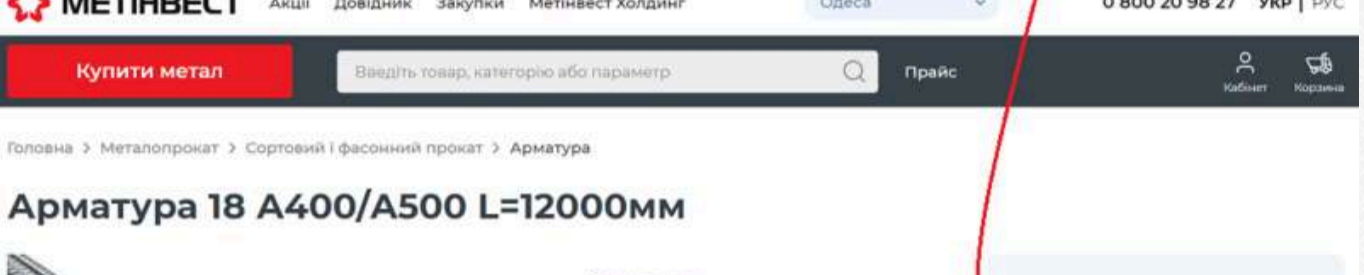 МЕТІНВЕСТ Акції Довідник Закупки Метінвест Холдинг Одеса 0 800 20 98 27 УКР | РУС
Купити метал Введіть товар, категорію або параметр Прайс Кабінет Корзина
Головна > Металопрокат > Сортовий і фасонний прокат > Арматура
Арматура 18 А400/А500 L=12000мм